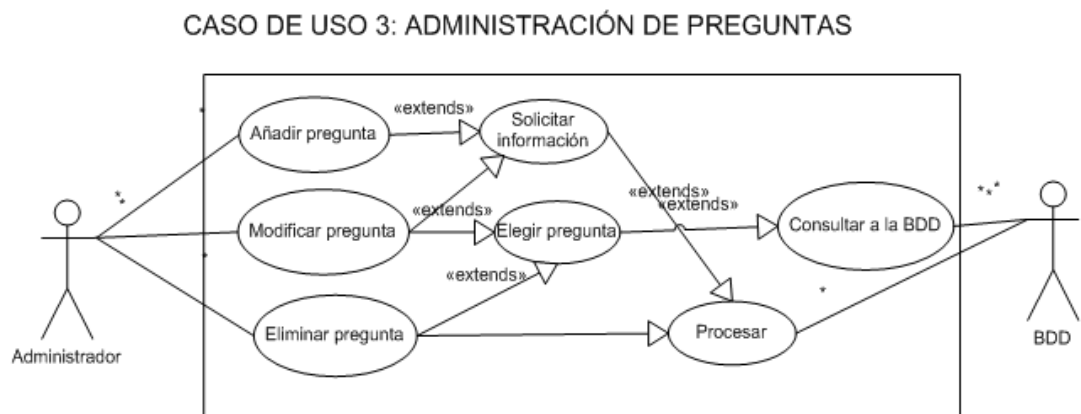 CASO DE USO 3: ADMINISTRACIÓN DE PREGUNTAS
«extends»
Añadir pregunta
Solicitar
información
*
*
*
«extends»
«extends»
***
Modificar pregunta
«extends»
Elegir pregunta
Consultar a la BDD
*
«extends»
*
Eliminar pregunta
Procesar
Administrador
BDD